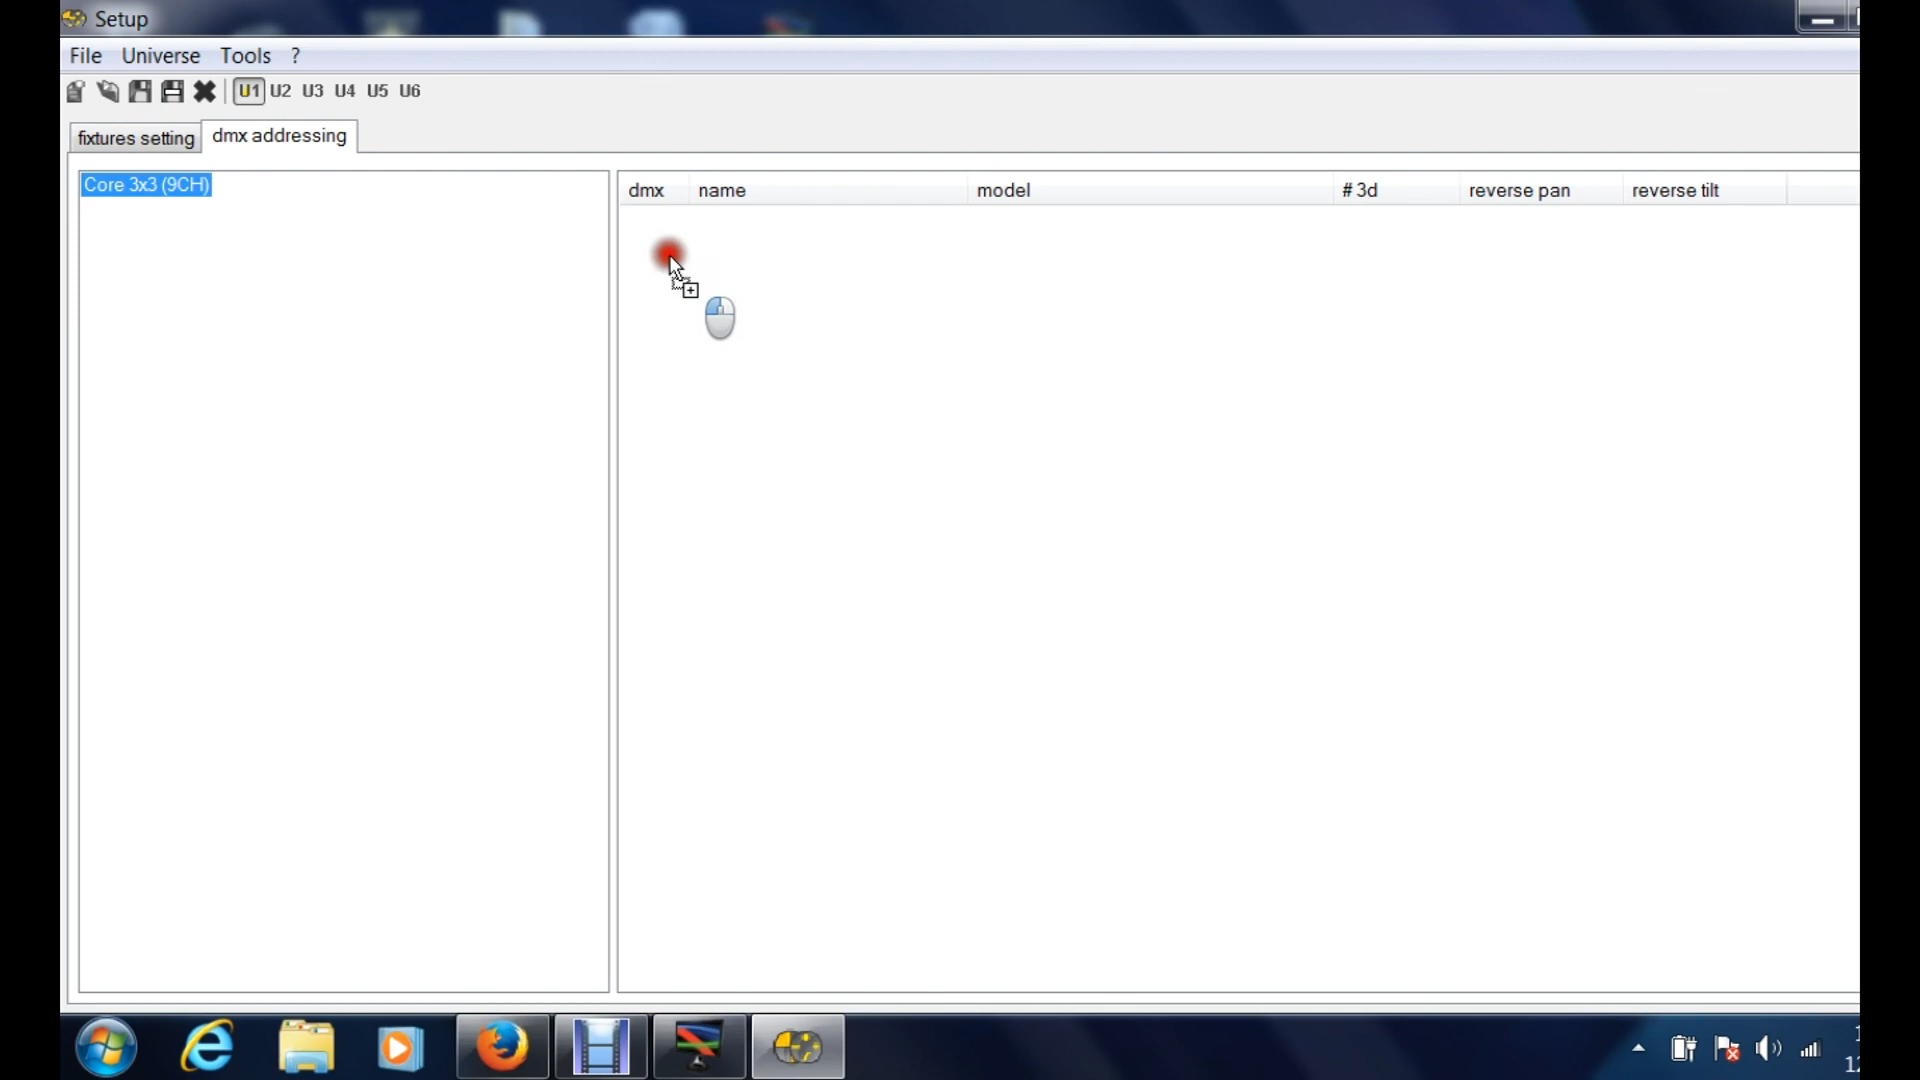 Setup
File Universe Tools ?
U1 U2 U3 U4 U5 U6
fixtures setting dmx addressing
Core 3x3 (9CH)
dmx name model # 3d reverse pan reverse tilt